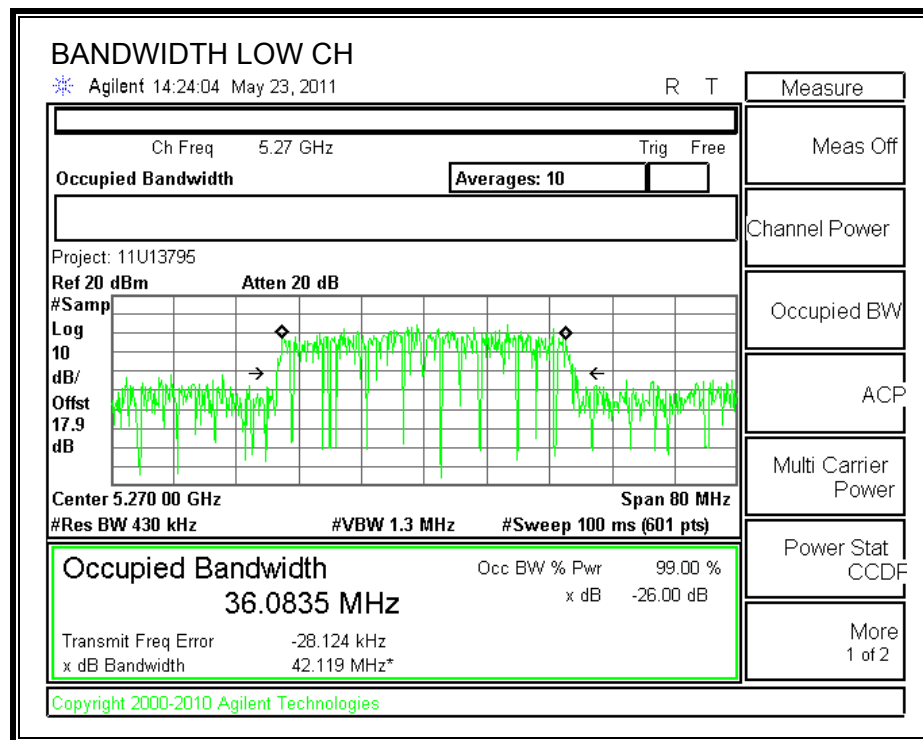 BANDWIDTH LOW CH
Agilent 14:24:04 May 23, 2011 R T
Measure
Ch Freq 5.27 GHz Trig Free
Meas Off
Occupied Bandwidth Averages: 10
Channel Power
Project: 11U13795
Ref 20 dBm Atten 20 dB
#Samp
Log
10
dB/
Offst
17.9
dB
Occupied BW
ACP
Multi Carrier
Power
Center 5.270 00 GHz Span 80 MHz
#Res BW 430 kHz #VBW 1.3 MHz #Sweep 100 ms (601 pts)
Power Stat
CCDF
Occupied Bandwidth Occ BW % Pwr 99.00 %
36.0835 MHz x dB -26.00 dB
Transmit Freq Error -28.124 kHz
x dB Bandwidth 42.119 MHz*
More
1 of 2
Copyright 2000-2010 Agilent Technologies